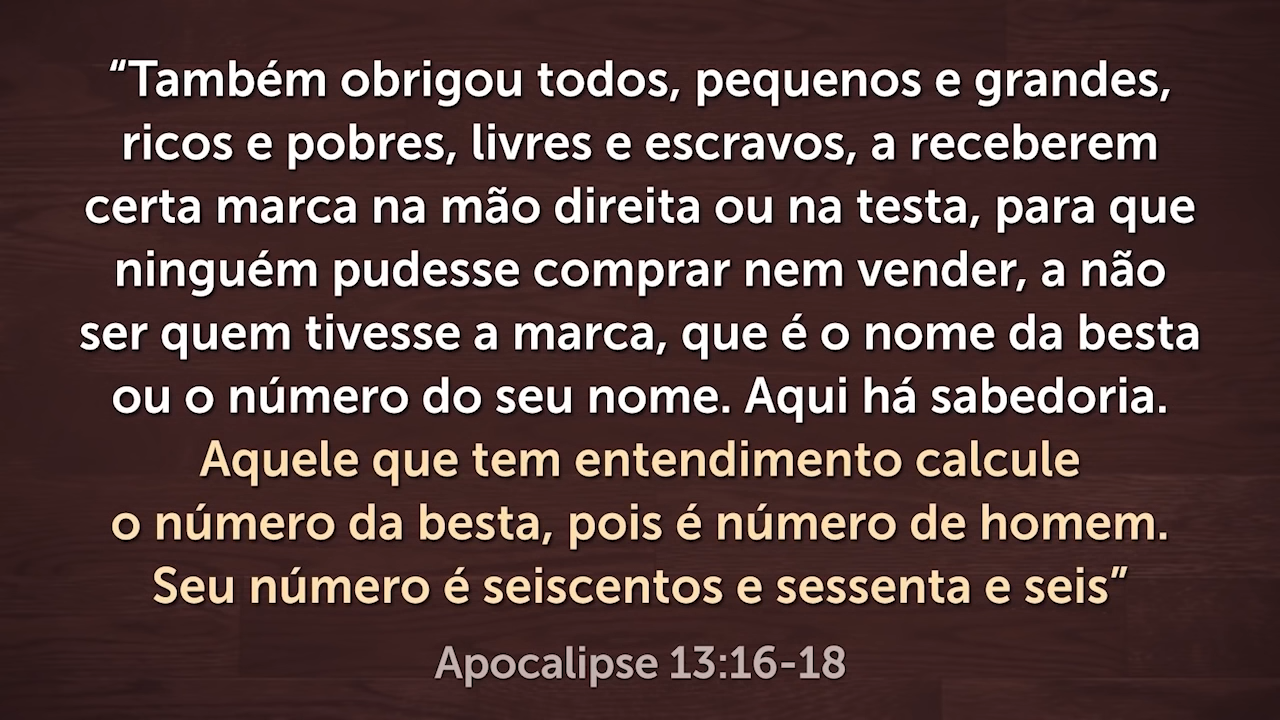 “Também obrigou todos, pequenos e grandes,
ricos e pobres, livres e escravos, a receberem
certa marca na mão direita ou na testa, para que
ninguém pudesse comprar nem vender, a não
ser quem tivesse a marca, que é o nome da besta
ou o número do seu nome. Aqui há sabedoria.
Aquele que tem entendimento calcule
o número da besta, pois é número de homem.
Seu número é seiscentos e sessenta e seis”
Apocalipse 13:16-18